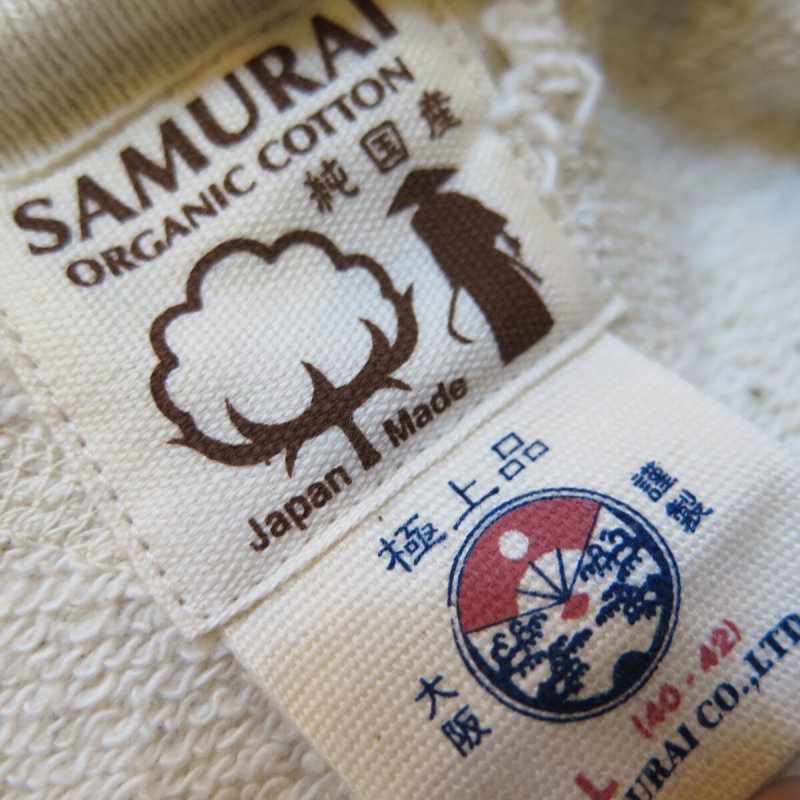 SAMURAI
ORGANIC COTTON
純国産
Japan Made
極上品
謹製
大阪
L (40-42)
URAI CO.,LTD